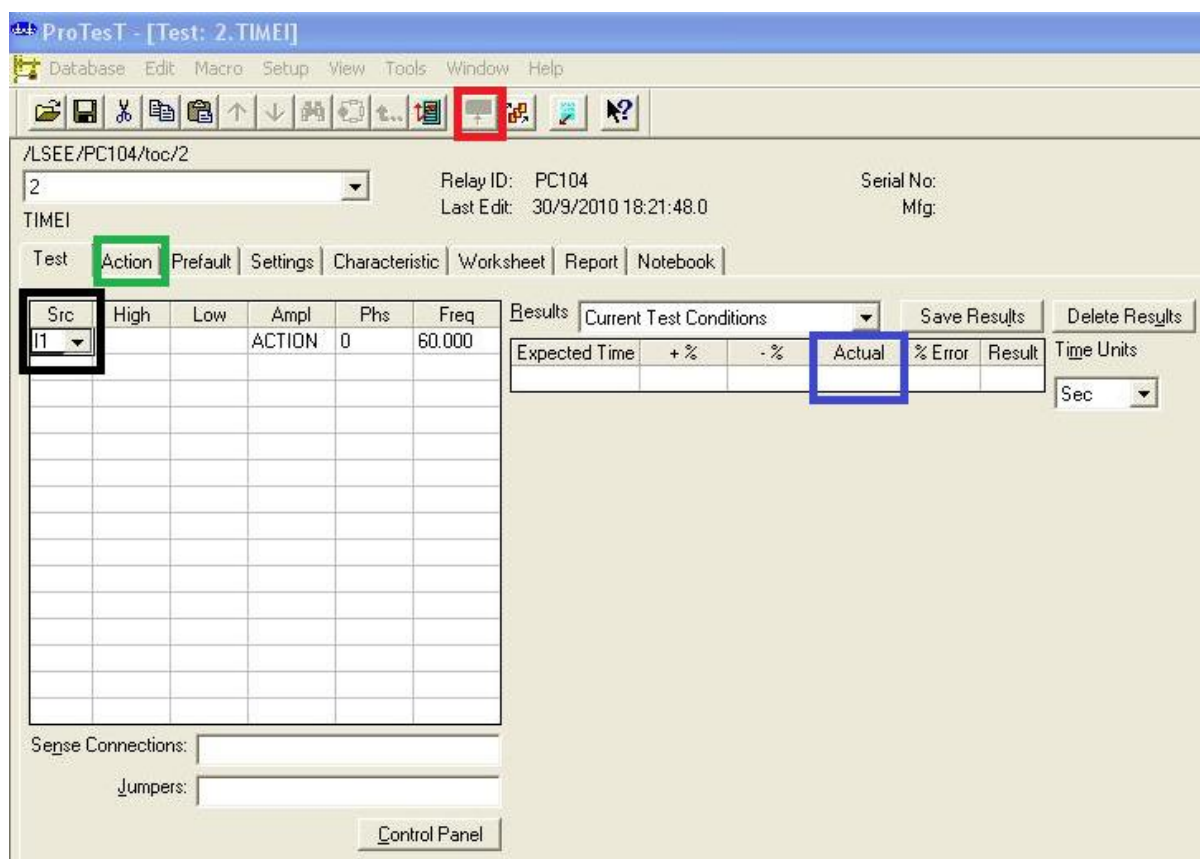 ProTesT - [Test: 2.TIMEI]
Database Edit Macro Setup View Tools Window Help
/LSEE/PC104/toc/2
2
Relay ID: PC104
Serial No:
Last Edit: 30/9/2010 18:21:48.0
Mfg:
TIMEI
Test Action Prefault Settings Characteristic Worksheet Report Notebook
Src High Low Ampl Phs Freq
I1 ACTION 0 60.000
Results Current Test Conditions Save Results Delete Results
Expected Time + % - % Actual % Error Result
Time Units
Sec
Sense Connections:
Jumpers:
Control Panel